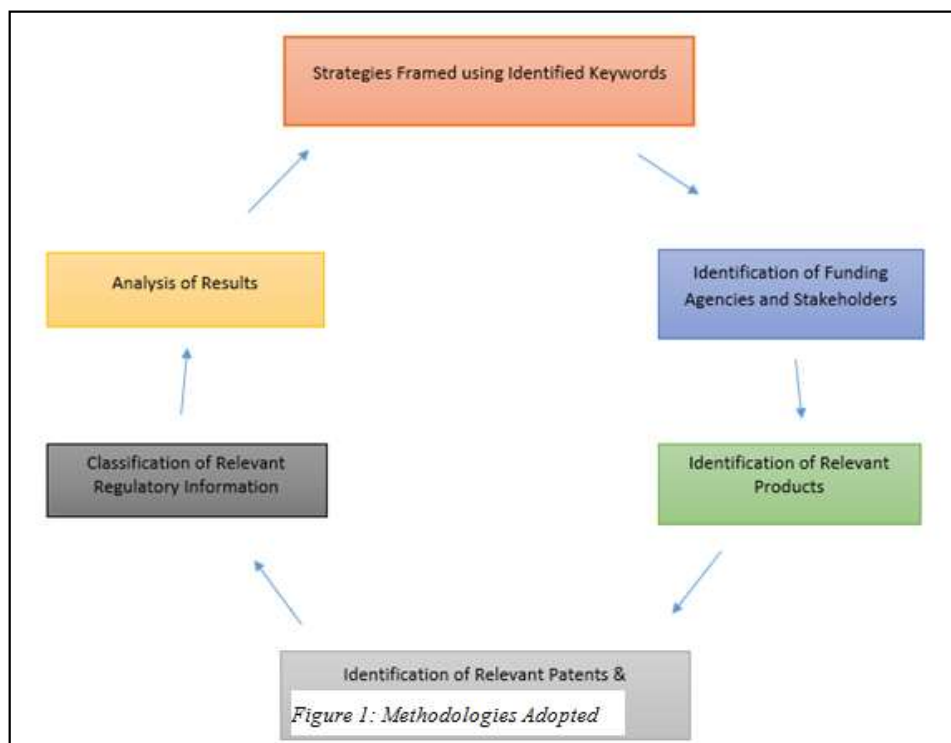 Strategies Framed using Identified Keywords
Identification of Funding
Agencies and Stakeholders
Identification of Relevant
Products
Identification of Relevant Patents &
Figure 1: Methodologies Adopted
Classification of Relevant
Regulatory Information
Analysis of Results